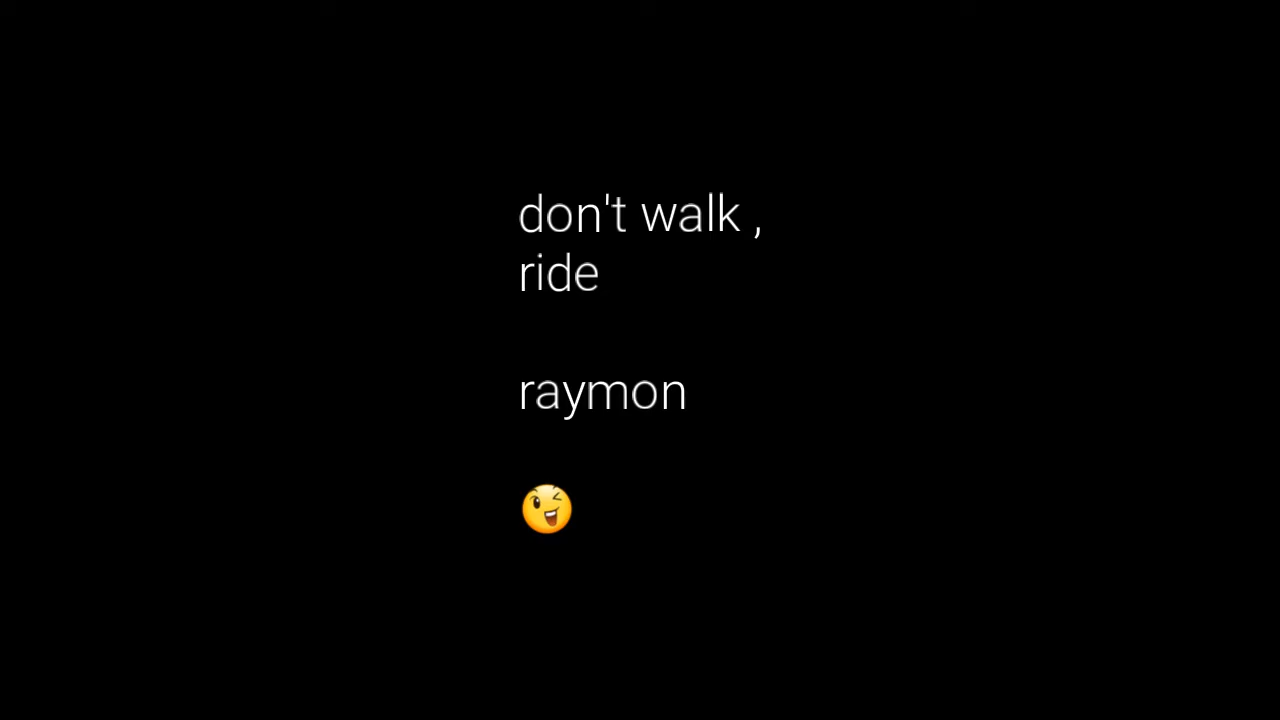 don't walk ,
ride
raymon
😉